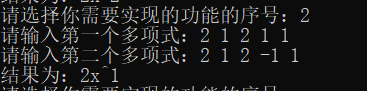 请选择你需要实现的功能的序号：2
请输入第一个多项式：2 1 2 1 1
请输入第二个多项式：2 1 2 -1 1
结果为：2x^1